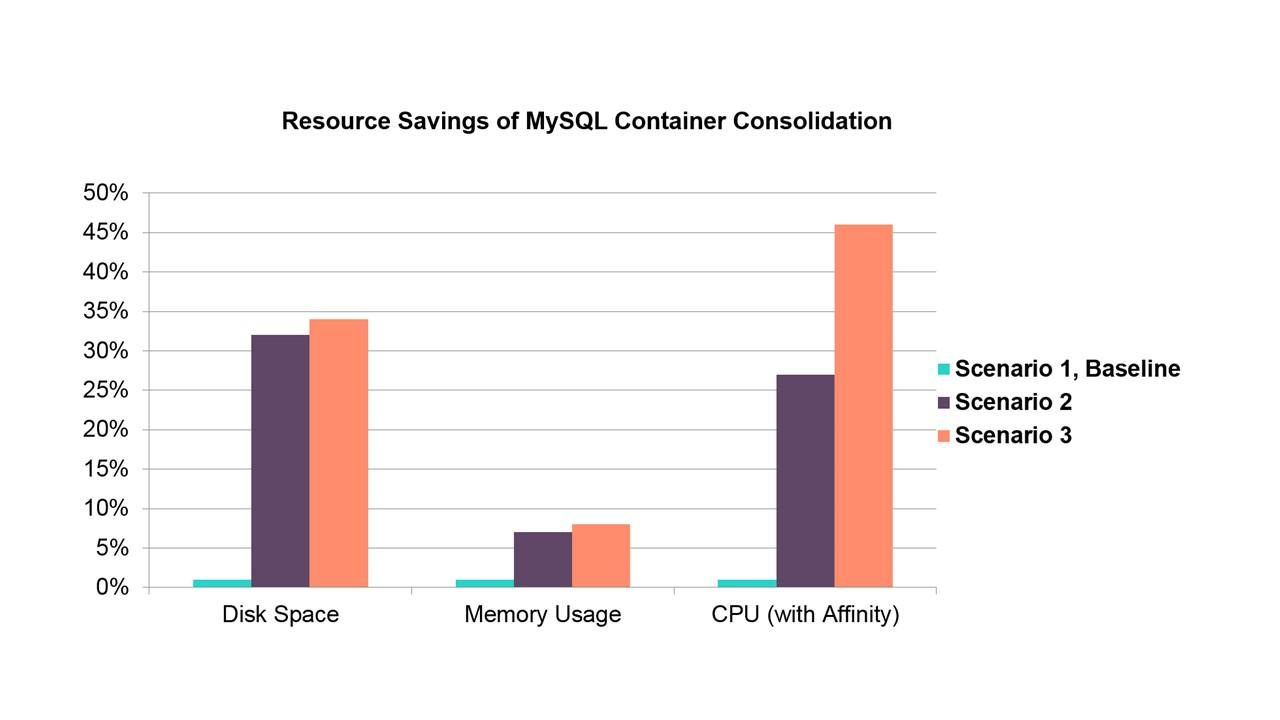 Resource Savings of MySQL Container Consolidation
50%
45%
40%
35%
30%
25%
20%
15%
10%
5%
0%
Disk Space
Memory Usage
CPU (with Affinity)
Scenario 1, Baseline
Scenario 2
Scenario 3